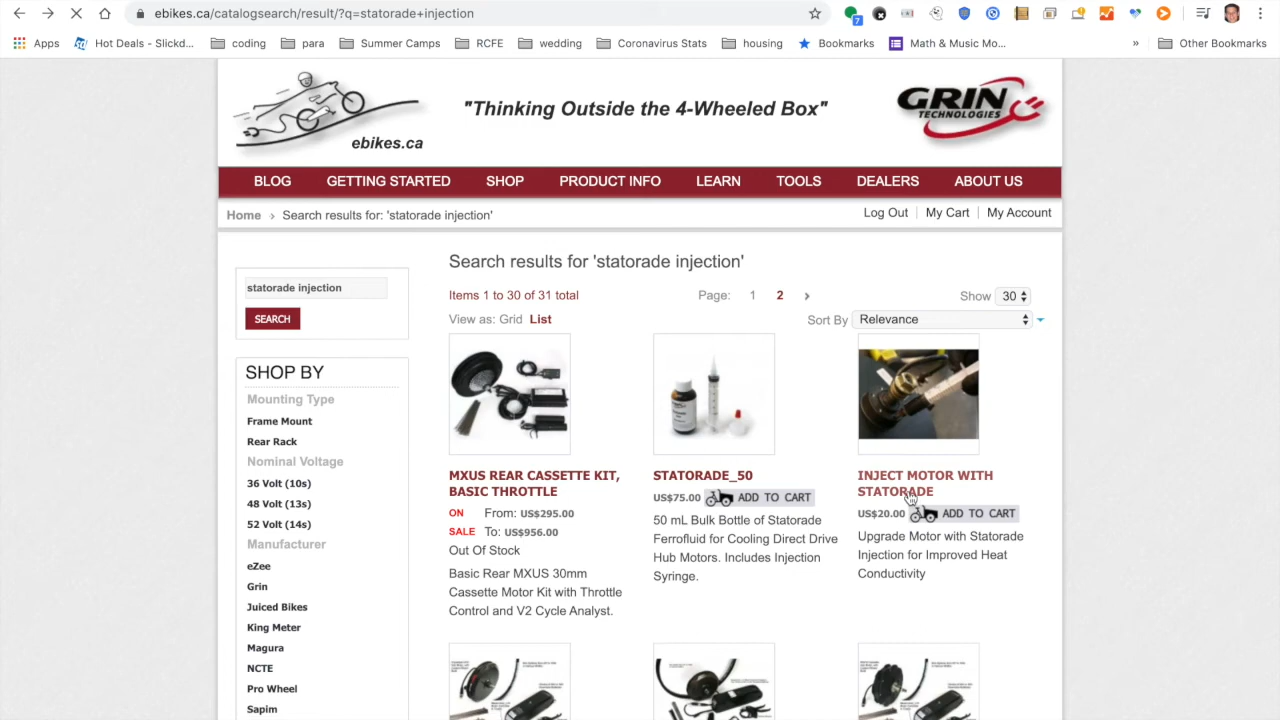 ebikes.ca/catalogsearch/result/?q=statorade+injection
7
Apps
Hot Deals - Slickd...
coding
para
Summer Camps
RCFE
wedding
Coronavirus Stats
housing
Bookmarks
Math & Music Mo...
»
Other Bookmarks
ebikes.ca
"Thinking Outside the 4-Wheeled Box"
GRIN
TECHNOLOGIES
BLOG
GETTING STARTED
SHOP
PRODUCT INFO
LEARN
TOOLS
DEALERS
ABOUT US
Home › Search results for: 'statorade injection'
Log Out | My Cart | My Account
statorade injection
SEARCH
SHOP BY
Mounting Type
Frame Mount
Rear Rack
Nominal Voltage
36 Volt (10s)
48 Volt (13s)
52 Volt (14s)
Manufacturer
eZee
Grin
Juiced Bikes
King Meter
Magura
NCTE
Pro Wheel
Sapim
Search results for 'statorade injection'
Items 1 to 30 of 31 total
Page: 1 2 ›
Show 30
View as: Grid List
Sort By Relevance
MXUS REAR CASSETTE KIT,
BASIC THROTTLE
ON From: US$295.00
SALE To: US$956.00
Out Of Stock
Basic Rear MXUS 30mm
Cassette Motor Kit with Throttle
Control and V2 Cycle Analyst.
STATORADE_50
US$75.00 ADD TO CART
50 mL Bulk Bottle of Statorade
Ferrofluid for Cooling Direct Drive
Hub Motors. Includes Injection
Syringe.
INJECT MOTOR WITH
STATORADE
US$20.00 ADD TO CART
Upgrade Motor with Statorade
Injection for Improved Heat
Conductivity